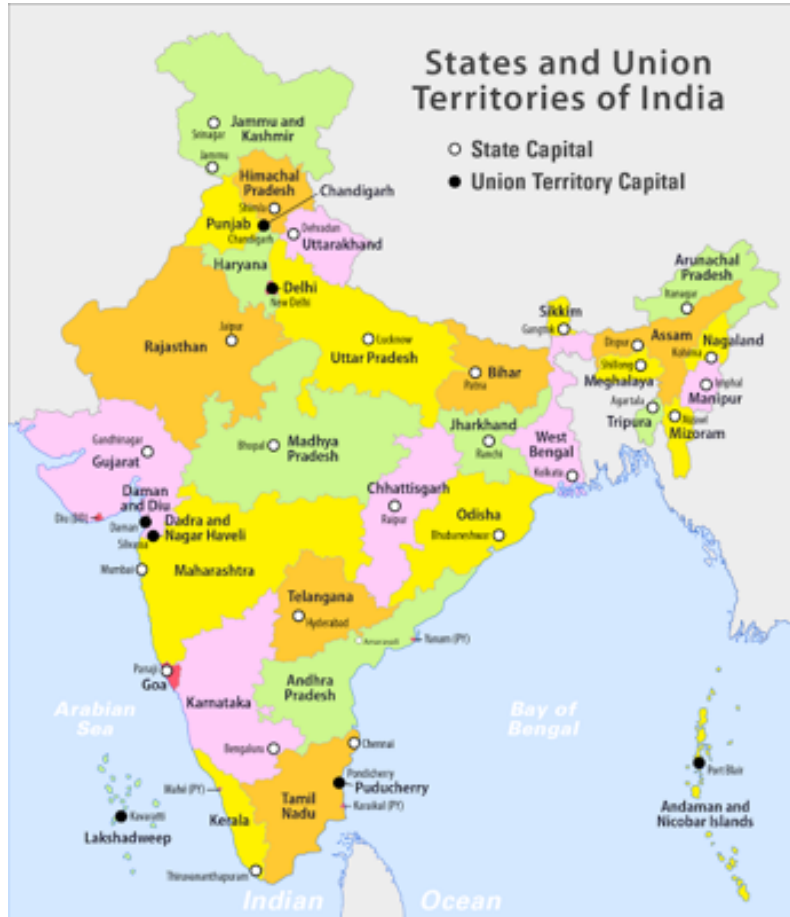 States and Union
Territories of India
State Capital
Union Territory Capital
Jammu and
Kashmir
Srinagar
Jammu
Himachal
Pradesh
Shimla
Chandigarh
Punjab
Chandigarh
Dehradun
Uttarakhand
Haryana
Delhi
New Delhi
Arunachal
Pradesh
Itanagar
Sikkim
Gangtok
Dispur
Assam
Nagaland
Kohima
Shillong
Meghalaya
Imphal
Manipur
Agartala
Tripura
Aizawl
Mizoram
Jaipur
Rajasthan
Lucknow
Uttar Pradesh
Bihar
Patna
Jharkhand
Ranchi
West
Bengal
Kolkata
Gandhinagar
Gujarat
Bhopal
Madhya
Pradesh
Chhattisgarh
Raipur
Odisha
Bhubaneshwar
Daman
and Diu
Diu (DD)
Daman
Dadra and
Nagar Haveli
Silvassa
Mumbai
Maharashtra
Telangana
Hyderabad
Amaravati
Yanam (PY)
Panaji
Goa
Karnataka
Andhra
Pradesh
Arabian
Sea
Bay of
Bengal
Bengaluru
Chennai
Pondicherry
Puducherry
Mahé (PY)
Karaikal (PY)
Tamil
Nadu
Kerala
Kavaratti
Lakshadweep
Port Blair
Andaman and
Nicobar Islands
Thiruvananthapuram
Indian Ocean